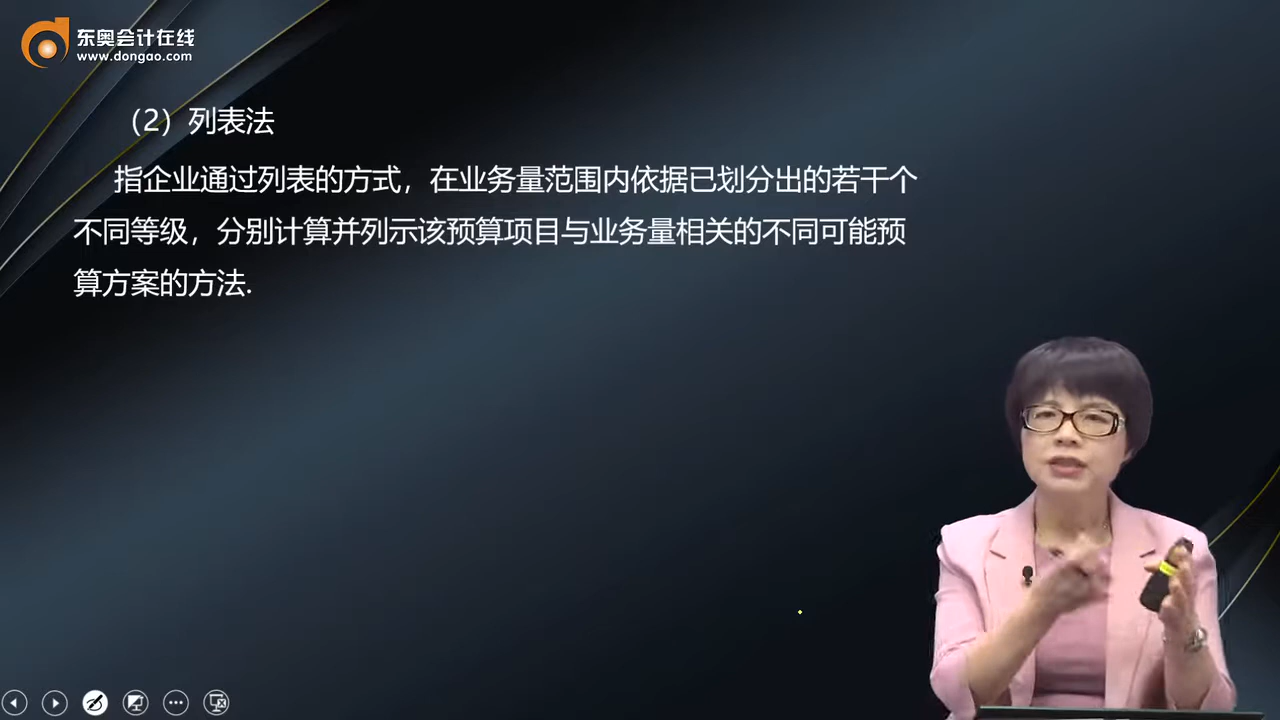 东奥会计在线
www.dongao.com
（2）列表法
指企业通过列表的方式，在业务量范围内依据已划分出的若干个
不同等级，分别计算并列示该预算项目与业务量相关的不同可能预
算方案的方法.